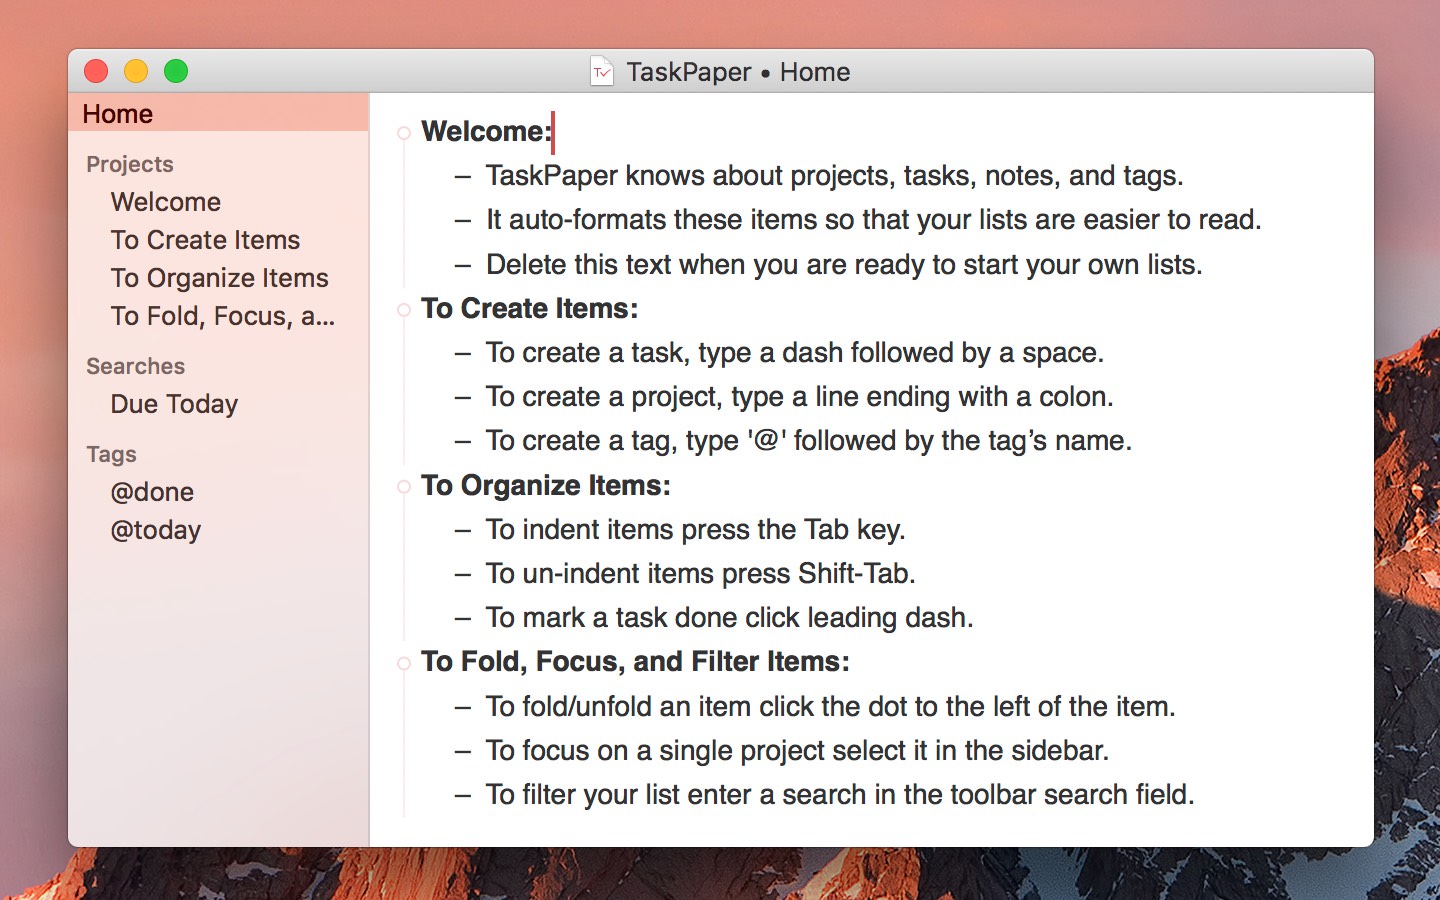 TaskPaper • Home
Home
Projects
Welcome
To Create Items
To Organize Items
To Fold, Focus, a...
Searches
Due Today
Tags
@done
@today
Welcome:
– TaskPaper knows about projects, tasks, notes, and tags.
– It auto-formats these items so that your lists are easier to read.
– Delete this text when you are ready to start your own lists.
To Create Items:
– To create a task, type a dash followed by a space.
– To create a project, type a line ending with a colon.
– To create a tag, type '@' followed by the tag’s name.
To Organize Items:
– To indent items press the Tab key.
– To un-indent items press Shift-Tab.
– To mark a task done click leading dash.
To Fold, Focus, and Filter Items:
– To fold/unfold an item click the dot to the left of the item.
– To focus on a single project select it in the sidebar.
– To filter your list enter a search in the toolbar search field.